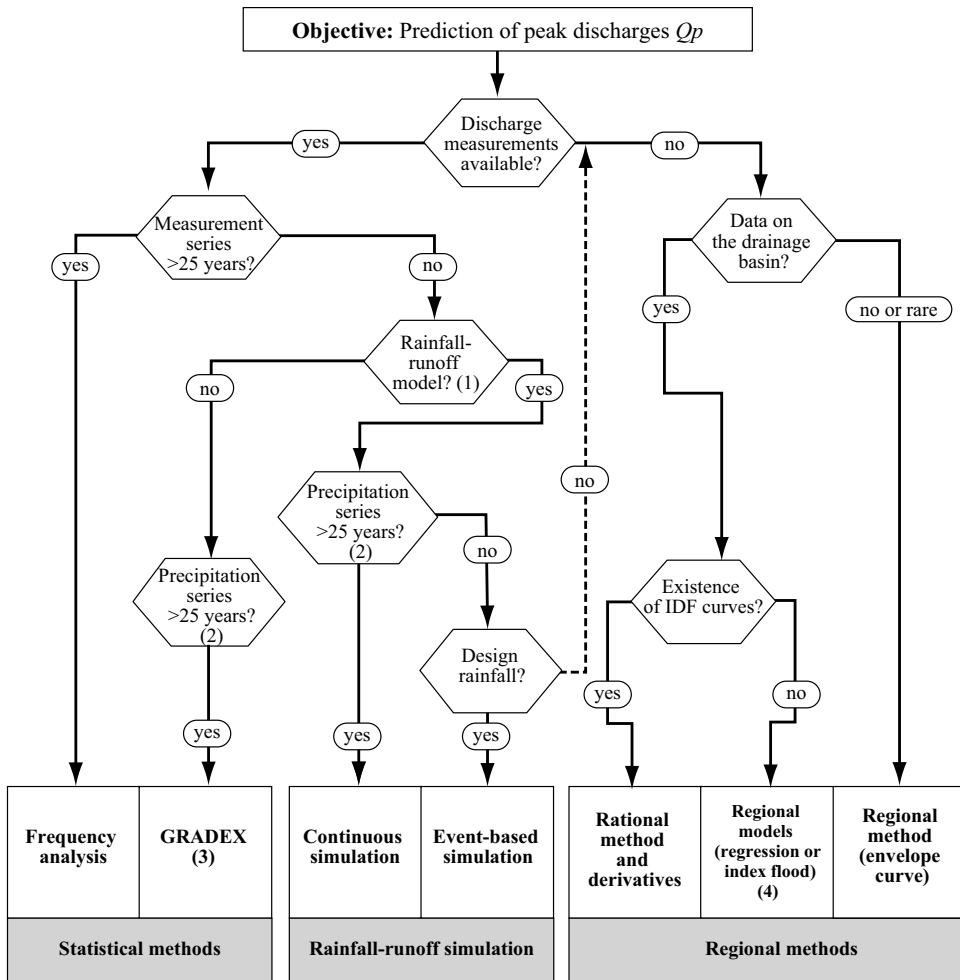 Objective: Prediction of peak discharges Qp
Discharge
measurements
available?
yes
no
Measurement
series
>25 years?
Data on
the drainage
basin?
yes
no
yes
no or rare
Rainfall-
runoff
model? (1)
no
yes
Precipitation
series
>25 years?
(2)
no
no
Precipitation
series
>25 years?
(2)
Existence
of IDF curves?
Design
rainfall?
yes
no
yes
yes
yes
Frequency
analysis
GRADEX
(3)
Continuous
simulation
Event-based
simulation
Rational
method
and
derivatives
Regional
models
(regression or
index flood)
(4)
Regional
method
(envelope
curve)
Statistical methods
Rainfall-runoff simulation
Regional methods